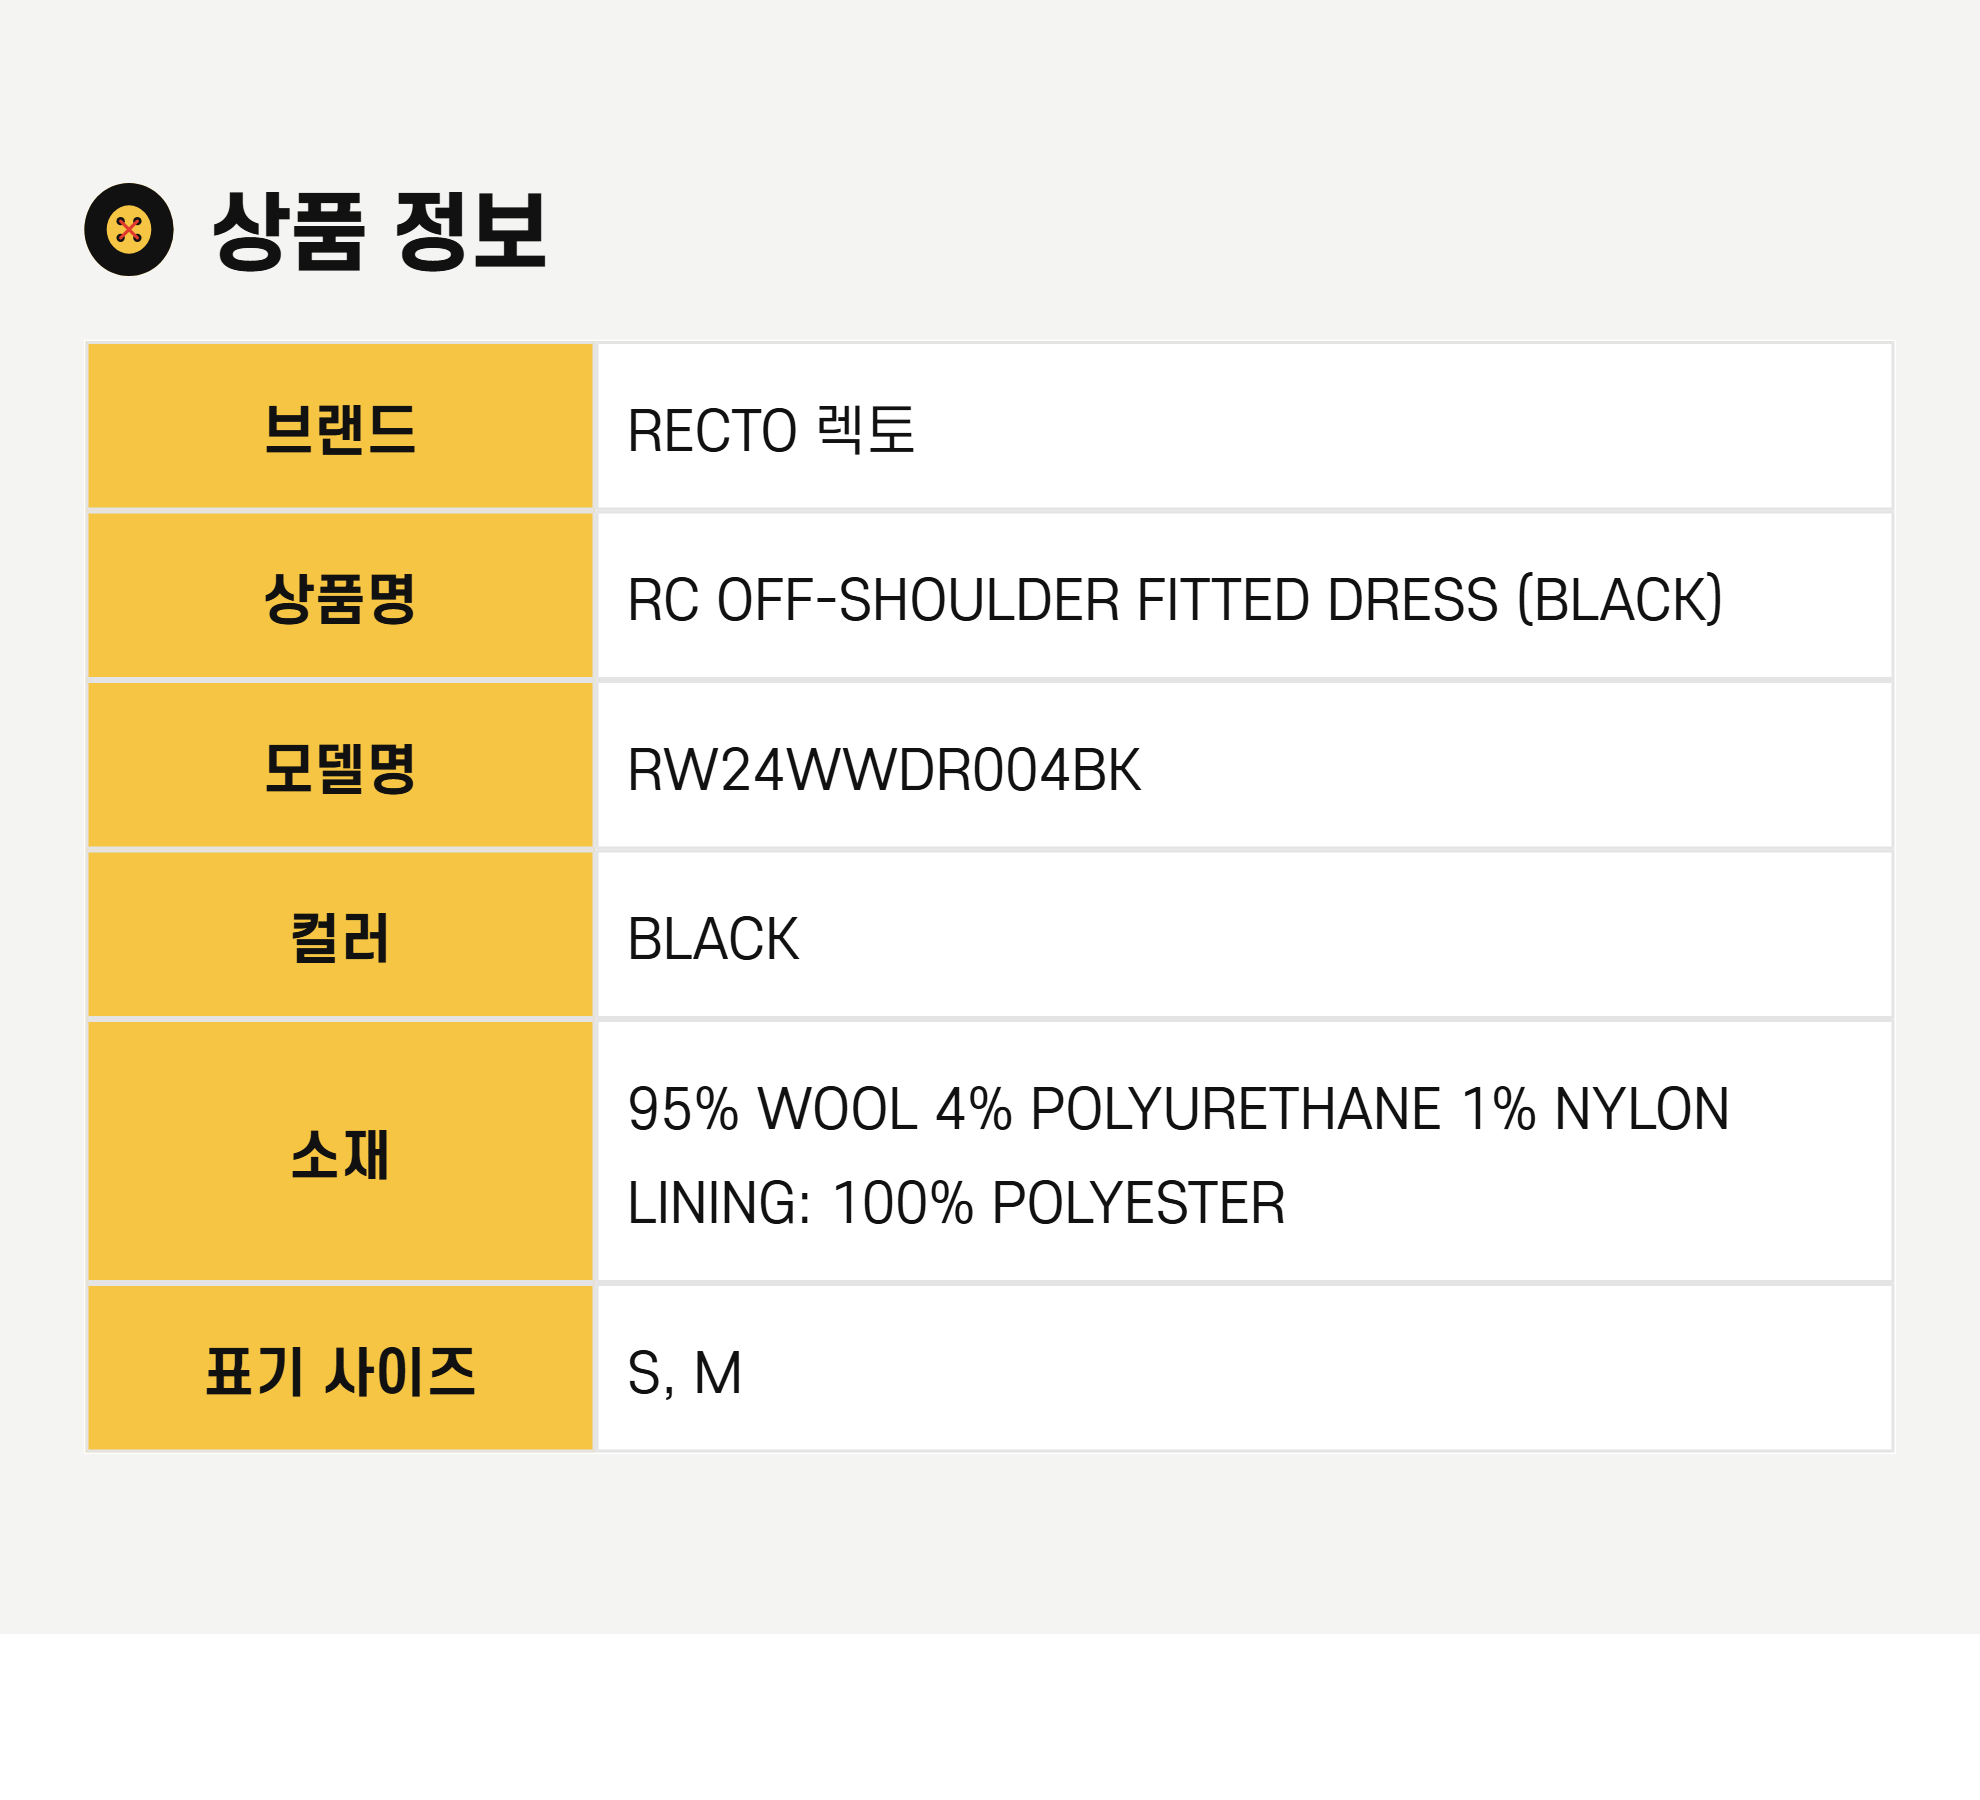 상품 정보
브랜드
RECTO 렉토
상품명
RC OFF-SHOULDER FITTED DRESS (BLACK)
모델명
RW24WWDR004BK
컬러
BLACK
소재
95% WOOL 4% POLYURETHANE 1% NYLON
LINING: 100% POLYESTER
표기 사이즈
S, M